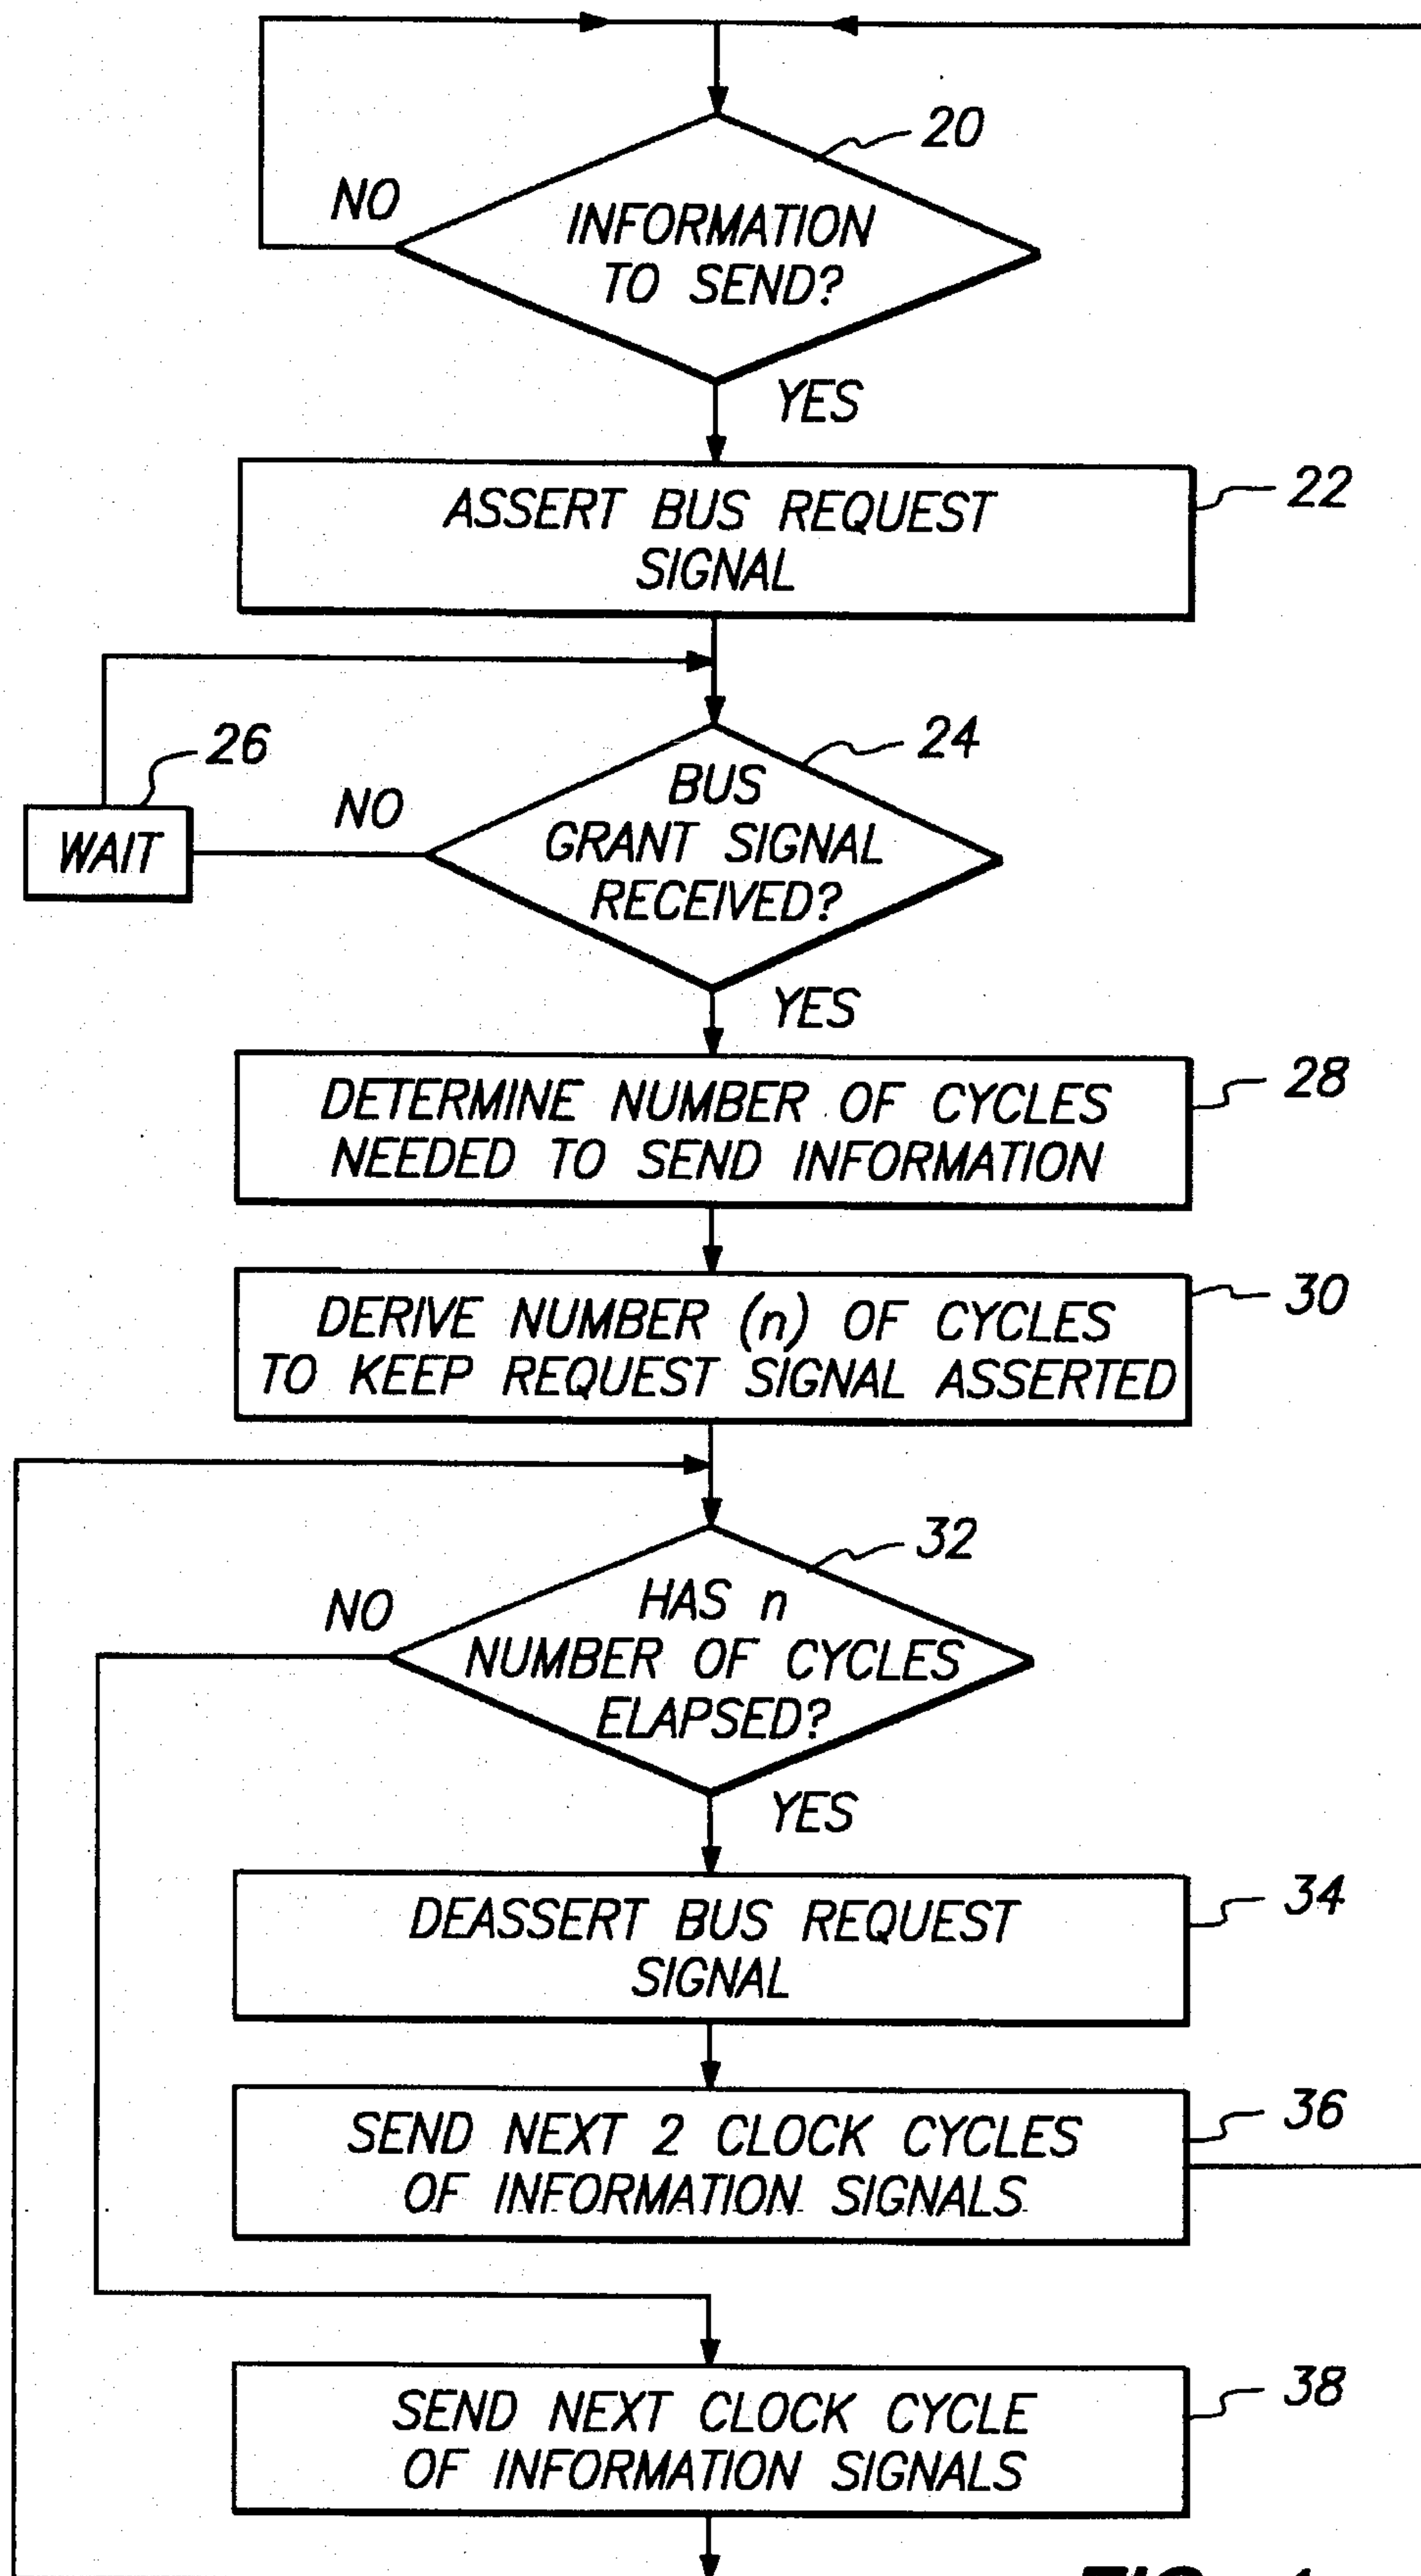 20
NO
INFORMATION
TO SEND?
YES
ASSERT BUS REQUEST
SIGNAL
22
26
24
NO
BUS
GRANT SIGNAL
RECEIVED?
WAIT
YES
DETERMINE NUMBER OF CYCLES
NEEDED TO SEND INFORMATION
28
DERIVE NUMBER (n) OF CYCLES
TO KEEP REQUEST SIGNAL ASSERTED
30
32
NO
HAS n
NUMBER OF CYCLES
ELAPSED?
YES
DEASSERT BUS REQUEST
SIGNAL
34
SEND NEXT 2 CLOCK CYCLES
OF INFORMATION SIGNALS
36
SEND NEXT CLOCK CYCLE
OF INFORMATION SIGNALS
38